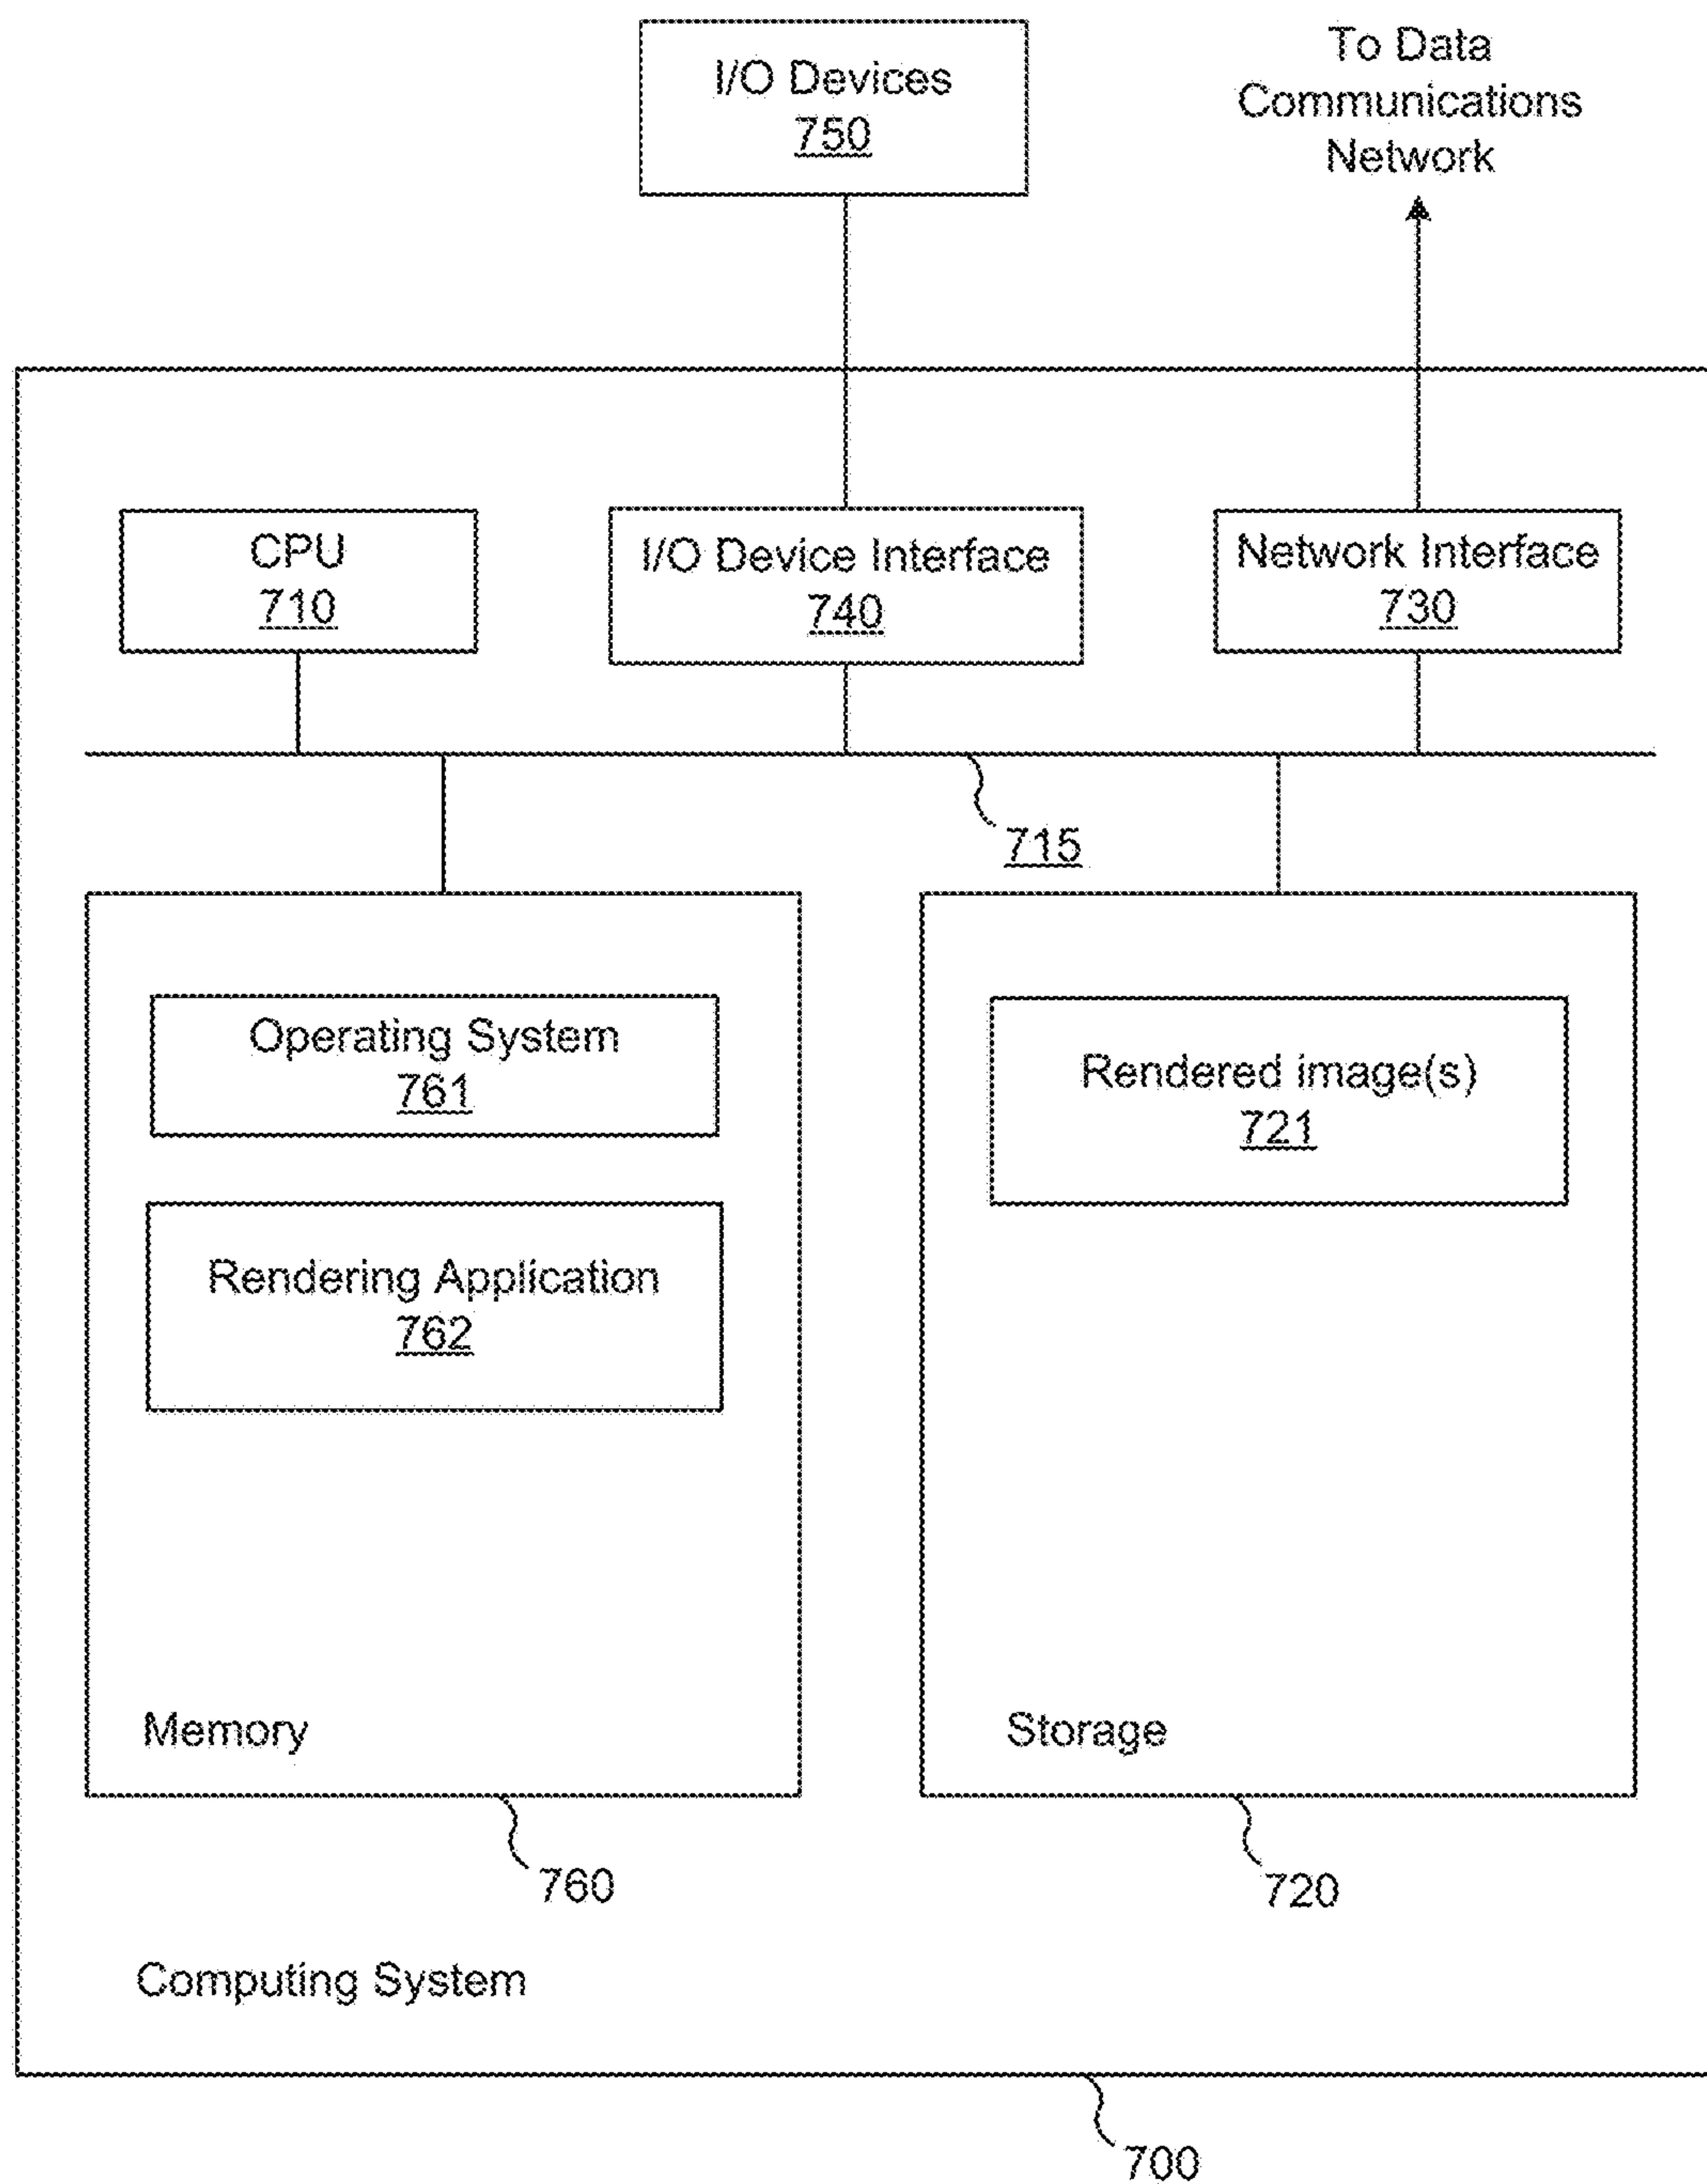 I/O Devices
750
To Data
Communications
Network
CPU
710
I/O Device Interface
740
Network Interface
730
715
Operating System
761
Rendering Application
762
Memory
760
Rendered image(s)
721
Storage
720
Computing System
700